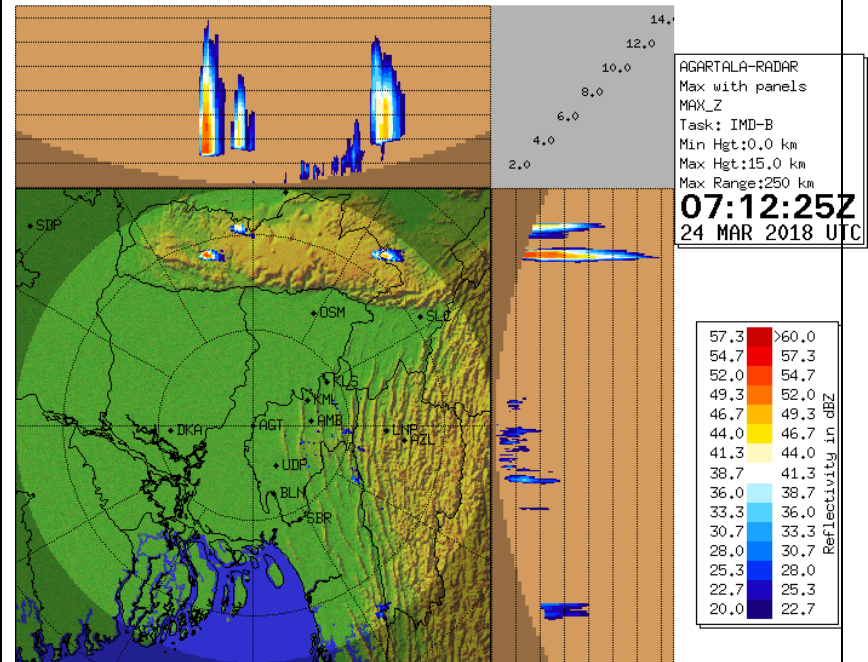 14.
12.0
10.0
8.0
6.0
4.0
2.0
AGARTALA-RADAR
Max with panels
MAX_Z
Task: IMD-B
Min Hgt:0.0 km
Max Hgt:15.0 km
Max Range:250 km
07:12:25Z
24 MAR 2018 UTC
SDP
OSM
SLC
KLS
KML
AMB
AGT
DKA
LNP
AZL
UDP
BLN
SBR
57.3 >60.0
54.7 57.3
52.0 54.7
49.3 52.0
46.7 49.3
44.0 46.7
41.3 44.0
38.7 41.3
36.0 38.7
33.3 36.0
30.7 33.3
28.0 30.7
25.3 28.0
22.7 25.3
20.0 22.7
Reflectivity in dBZ